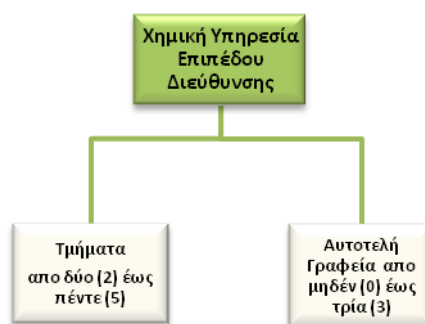 Χημική Υπηρεσία
Επιπέδου
Διεύθυνσης
Τμήματα
απο δύο (2) έως
πέντε (5)
Αυτοτελή
Γραφεία απο
μηδέν (0) έως
τρία (3)